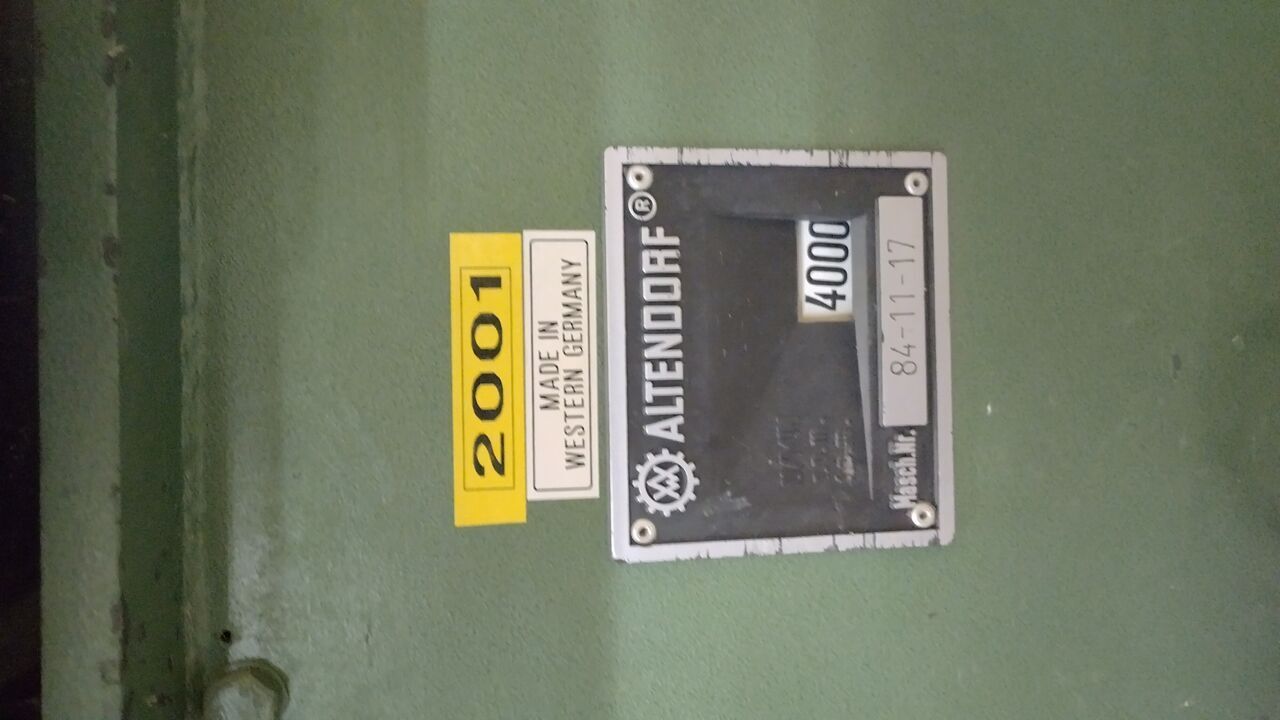 2001
MADE IN
WESTERN GERMANY
ALTENDORF®
4000
Masch.Nr. 84-11-17